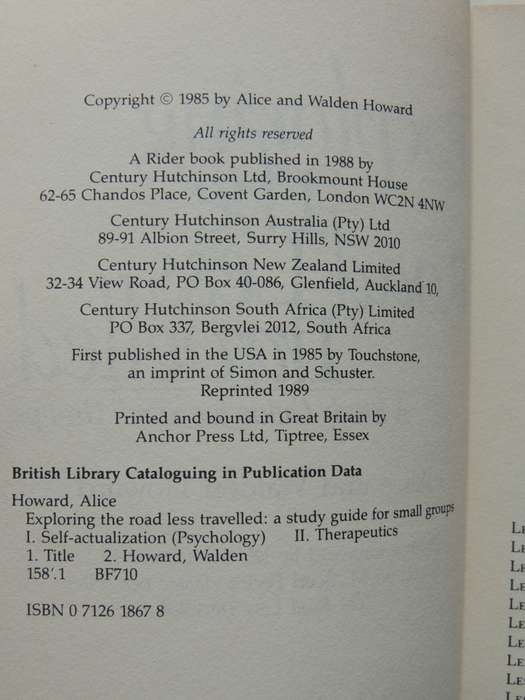 Copyright © 1985 by Alice and Walden Howard
All rights reserved
A Rider book published in 1988 by
Century Hutchinson Ltd, Brookmount House
62-65 Chandos Place, Covent Garden, London WC2N 4NW
Century Hutchinson Australia (Pty) Ltd
89-91 Albion Street, Surry Hills, NSW 2010
Century Hutchinson New Zealand Limited
32-34 View Road, PO Box 40-086, Glenfield, Auckland 10,
Century Hutchinson South Africa (Pty) Limited
PO Box 337, Bergvlei 2012, South Africa
First published in the USA in 1985 by Touchstone,
an imprint of Simon and Schuster.
Reprinted 1989
Printed and bound in Great Britain by
Anchor Press Ltd, Tiptree, Essex
British Library Cataloguing in Publication Data
Howard, Alice
Exploring the road less travelled: a study guide for small groups
I. Self-actualization (Psychology) II. Therapeutics
1. Title 2. Howard, Walden
158'.1 BF710
ISBN 0 7126 1867 8